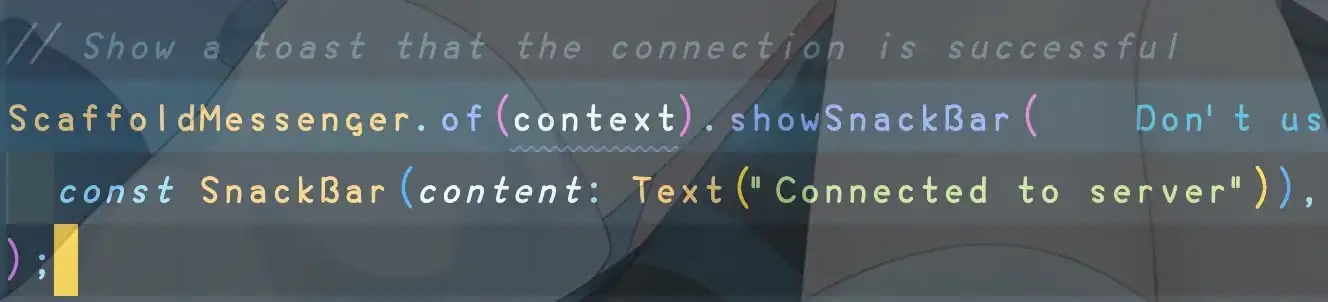 // Show a toast that the connection is successful
ScaffoldMessenger.of(context).showSnackBar(    Don't us
const SnackBar(content: Text("Connected to server")),
);